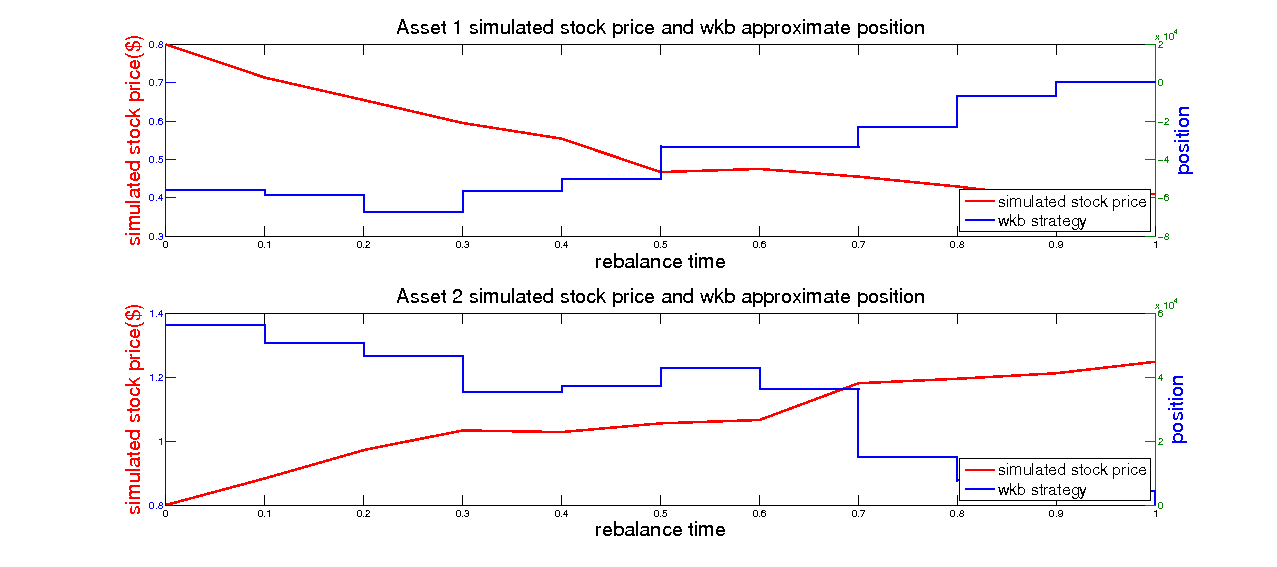 Asset 1 simulated stock price and wkb approximate position
x 10^4
simulated stock price($)
0.8
0.7
0.6
0.5
0.4
0.3
2
0
-2
-4
-6
-8
position
simulated stock price
wkb strategy
0 0.1 0.2 0.3 0.4 0.5 0.6 0.7 0.8 0.9 1
rebalance time
Asset 2 simulated stock price and wkb approximate position
x 10^4
simulated stock price($)
1.4
1.2
1
0.8
6
4
2
0
position
simulated stock price
wkb strategy
0 0.1 0.2 0.3 0.4 0.5 0.6 0.7 0.8 0.9 1
rebalance time